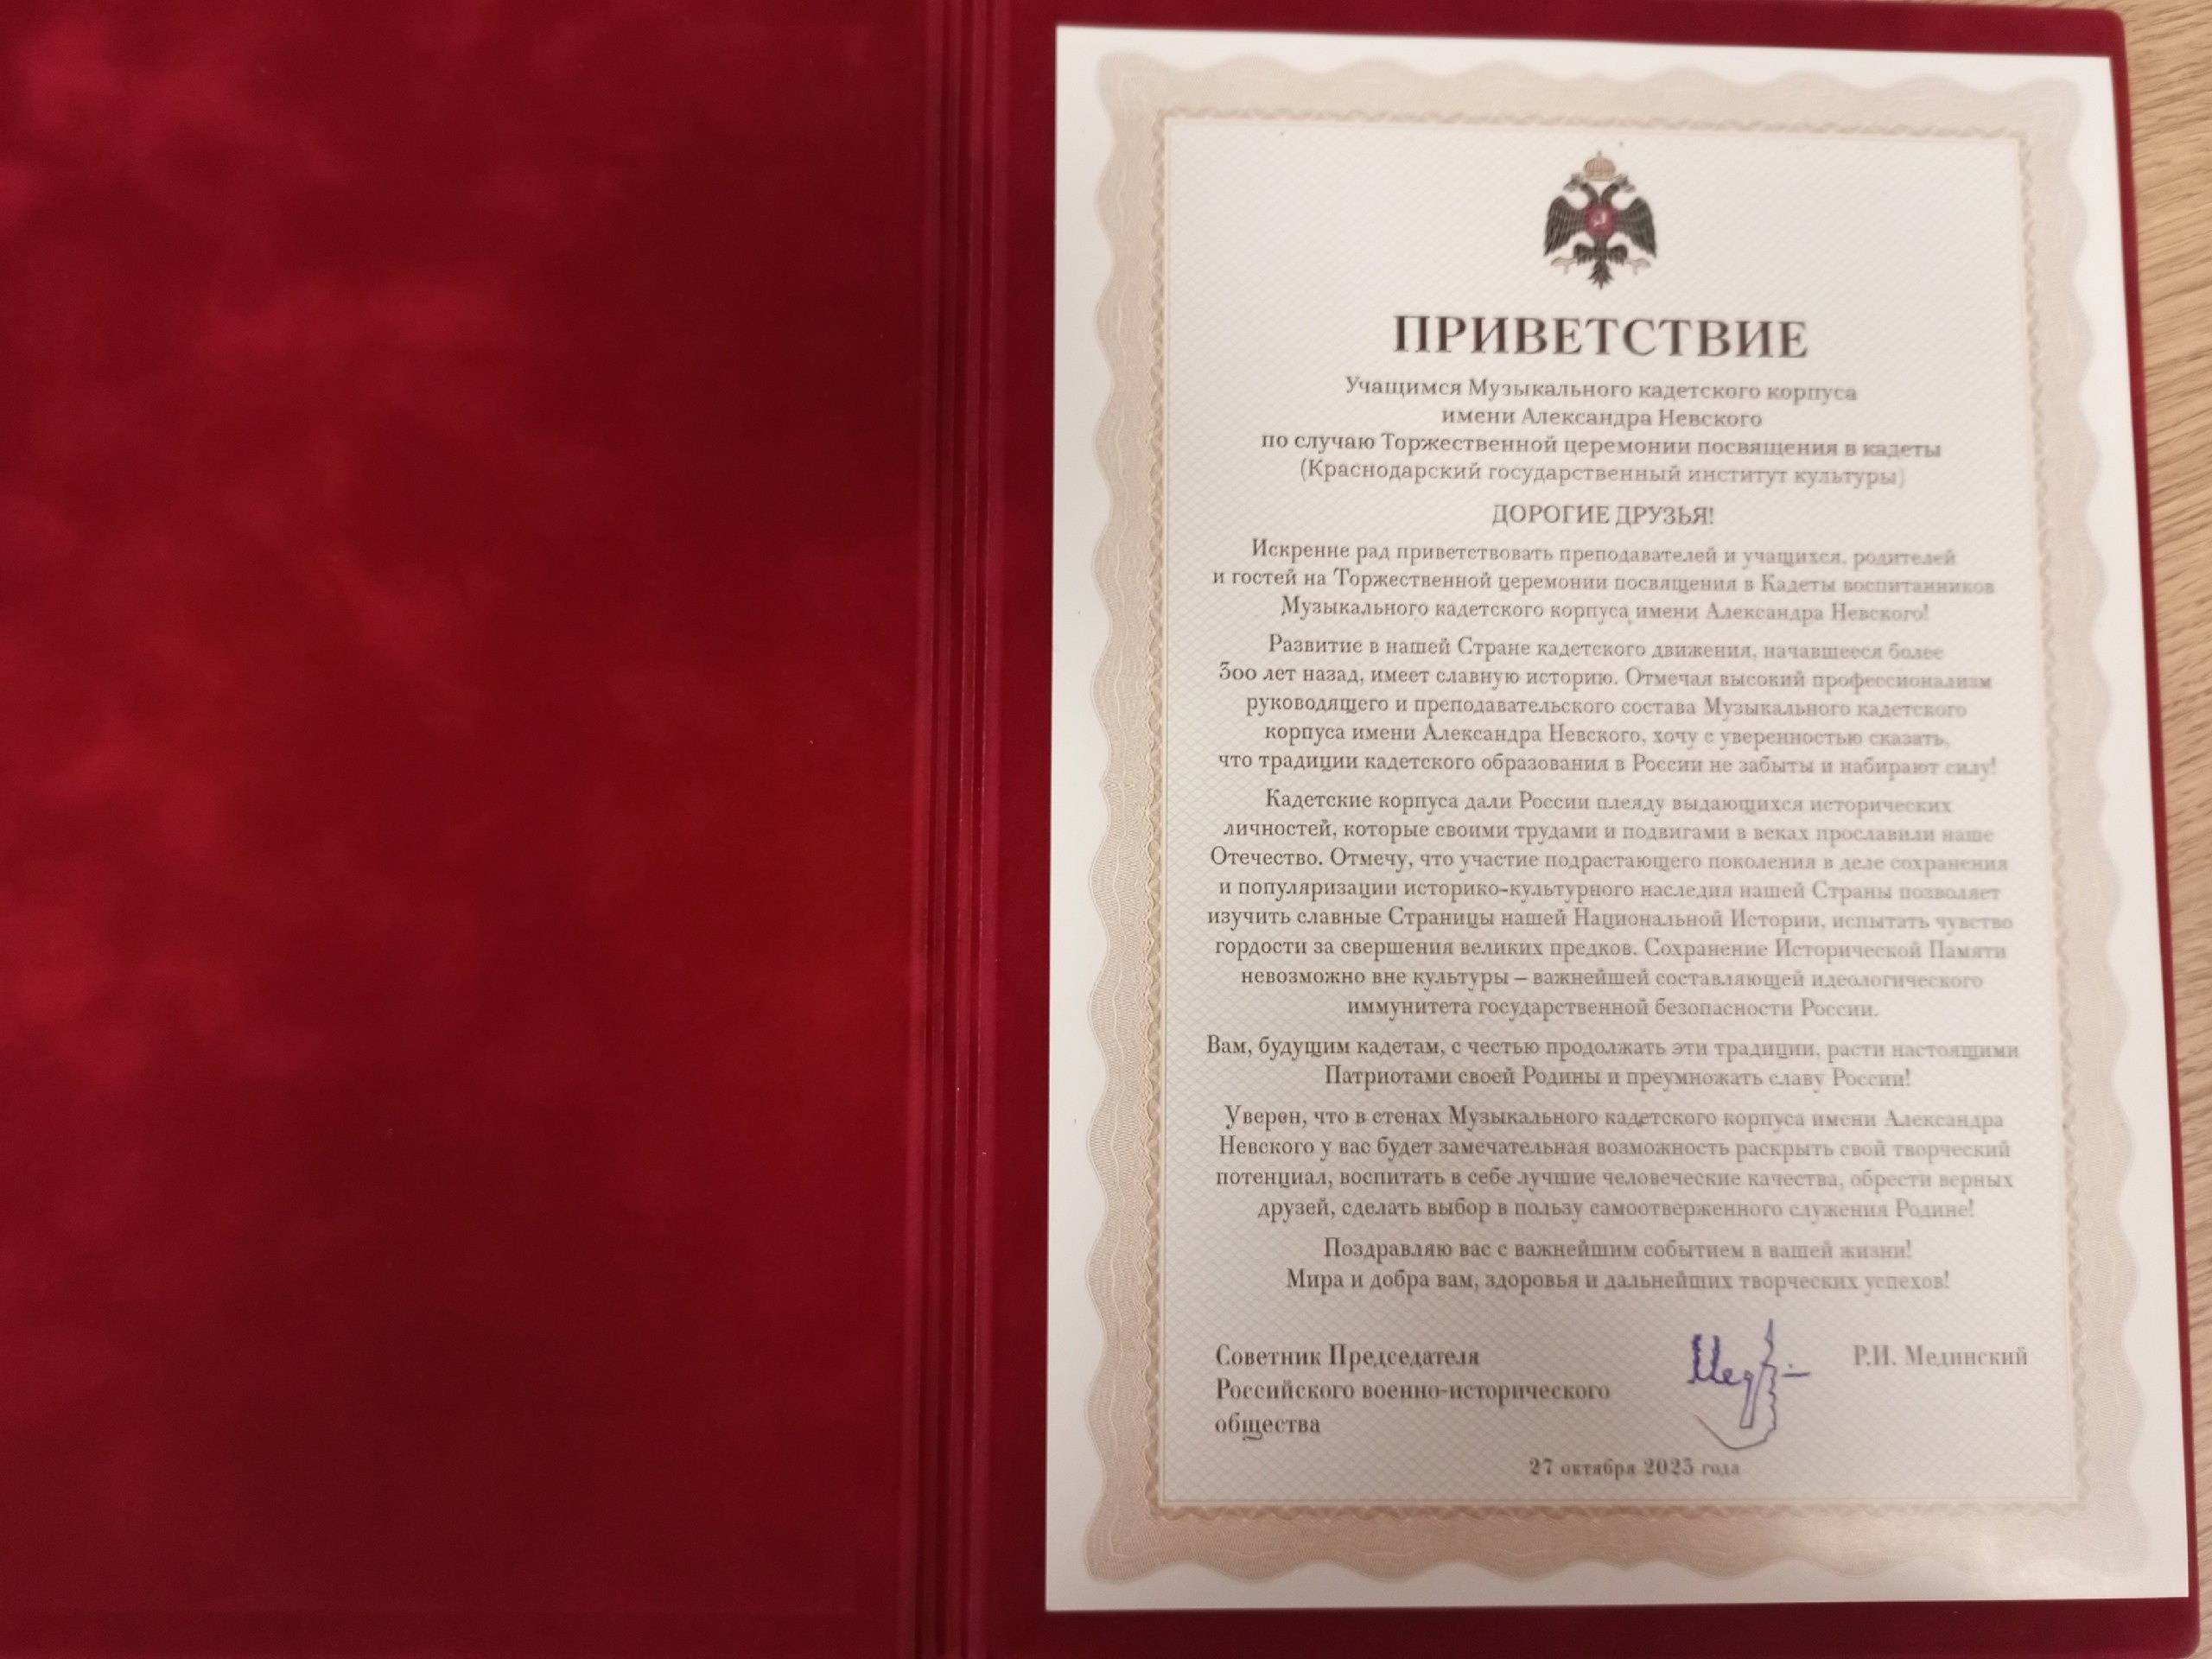 ПРИВЕТСТВИЕ
Учащимся Музыкального кадетского корпуса
имени Александра Невского
по случаю Торжественной церемонии посвящения в кадеты
(Краснодарский государственный институт культуры)
ДОРОГИЕ ДРУЗЬЯ!
Искренне рад приветствовать преподавателей и учащихся, родителей
и гостей на Торжественной церемонии посвящения в Кадеты воспитанников
Музыкального кадетского корпуса имени Александра Невского!
Развитие в нашей Стране кадетского движения, начавшееся более
300 лет назад, имеет славную историю. Отмечая высокий профессионализм
руководящего и преподавательского состава Музыкального кадетского
корпуса имени Александра Невского, хочу с уверенностью сказать,
что традиции кадетского образования в России не забыты и набирают силу!
Кадетские корпуса дали России плеяду выдающихся исторических
личностей, которые своими трудами и подвигами в веках прославили наше
Отечество. Отмечу, что участие подрастающего поколения в деле сохранения
и популяризации историко-культурного наследия нашей Страны позволяет
изучить славные Страницы нашей Национальной Истории, испытать чувство
гордости за свершения великих предков. Сохранение Исторической Памяти
невозможно вне культуры – важнейшей составляющей идеологического
иммунитета государственной безопасности России.
Вам, будущим кадетам, с честью продолжать эти традиции, расти настоящими
Патриотами своей Родины и преумножать славу России!
Уверен, что в стенах Музыкального кадетского корпуса имени Александра
Невского у вас будет замечательная возможность раскрыть свой творческий
потенциал, воспитать в себе лучшие человеческие качества, обрести верных
друзей, сделать выбор в пользу самоотверженного служения Родине!
Поздравляю вас с важнейшим событием в вашей жизни!
Мира и добра вам, здоровья и дальнейших творческих успехов!
Советник Председателя
Российского военно-исторического
общества
Р.И. Мединский
27 октября 2023 года